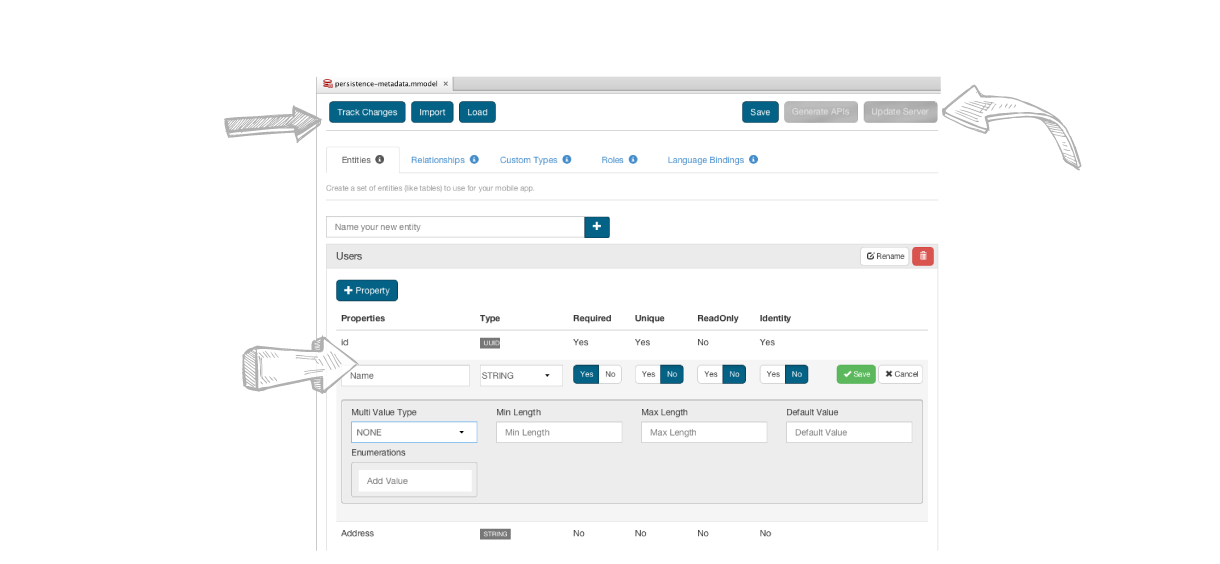 persistence-metadata.mmodel ×
Track Changes Import Load Save Generate APIs Update Server
Entities Relationships Custom Types Roles Language Bindings
Create a set of entities (like tables) to use for your mobile app.
Name your new entity
Users Rename
Property
Properties Type Required Unique ReadOnly Identity
id UUID Yes Yes No Yes
Name STRING Yes No Yes No Yes No Yes No Save Cancel
Multi Value Type Min Length Max Length Default Value
NONE Min Length Max Length Default Value
Enumerations
Add Value
Address STRING No No No No